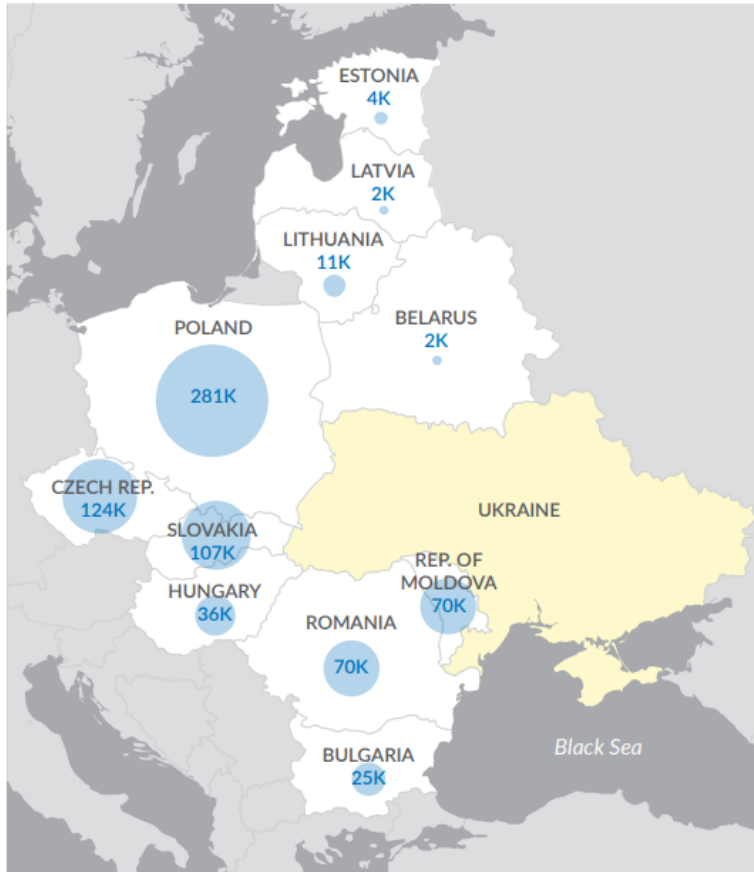 ESTONIA
4K
LATVIA
2K
LITHUANIA
11K
BELARUS
2K
POLAND
281K
CZECH REP.
124K
UKRAINE
SLOVAKIA
107K
REP. OF
MOLDOVA
70K
HUNGARY
36K
ROMANIA
70K
BULGARIA
25K
Black Sea